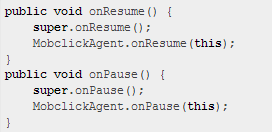 public void onResume() {
    super.onResume();
    MobclickAgent.onResume(this);
}
public void onPause() {
    super.onPause();
    MobclickAgent.onPause(this);
}